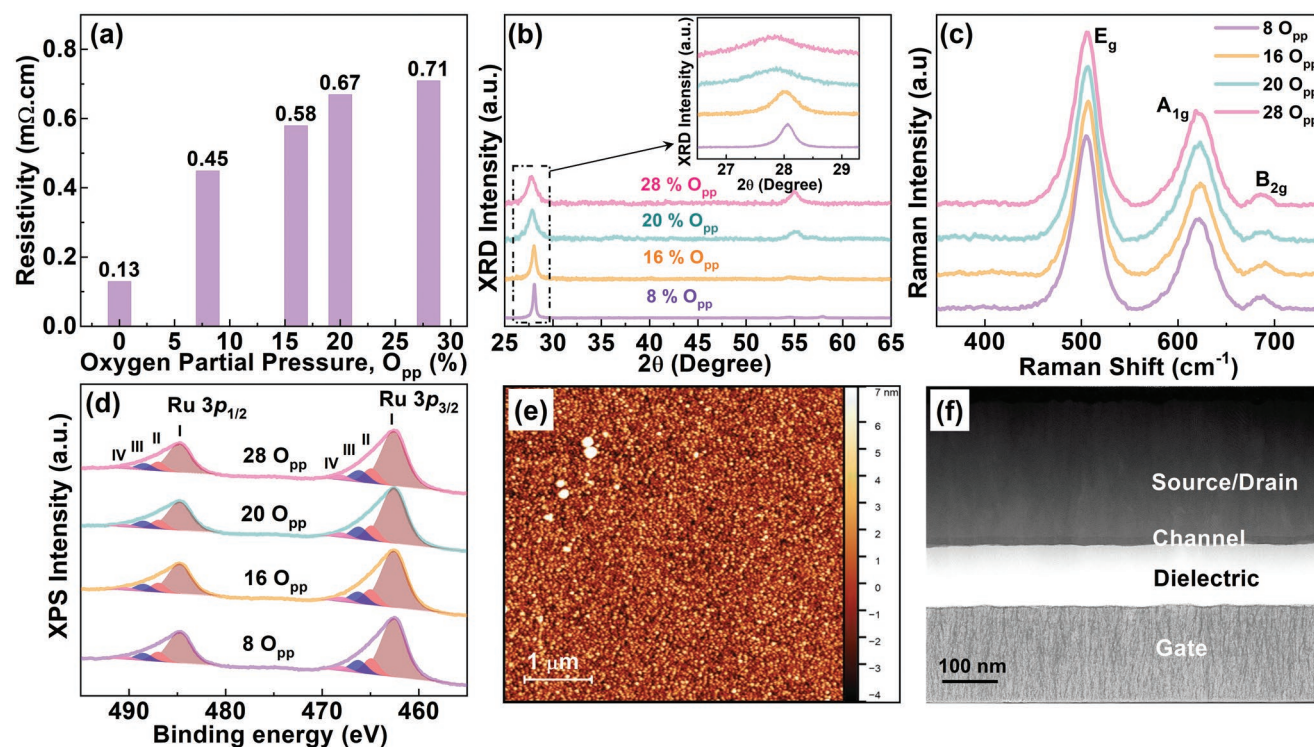 (a)
Resistivity (mΩ.cm)
0.8
0.6
0.4
0.2
0.0
0.13
0.45
0.58
0.67
0.71
0 5 10 15 20 25 30
Oxygen Partial Pressure, Opp (%)
(b)
XRD Intensity (a.u.)
XRD Intensity (a.u.)
27 28 29
2θ (Degree)
28 % Opp
20 % Opp
16 % Opp
8 % Opp
25 30 35 40 45 50 55 60 65
2θ (Degree)
(c)
Raman Intensity (a.u)
Eg
A1g
B2g
8 Opp
16 Opp
20 Opp
28 Opp
400 500 600 700
Raman Shift (cm-1)
(d)
XPS Intensity (a.u.)
Ru 3p1/2
Ru 3p3/2
IV III II I
IV III II I
28 Opp
20 Opp
16 Opp
8 Opp
490 480 470 460
Binding energy (eV)
(e)
1 μm
7 nm
6
5
4
3
2
1
0
−1
−2
−3
−4
(f)
Source/Drain
Channel
Dielectric
Gate
100 nm